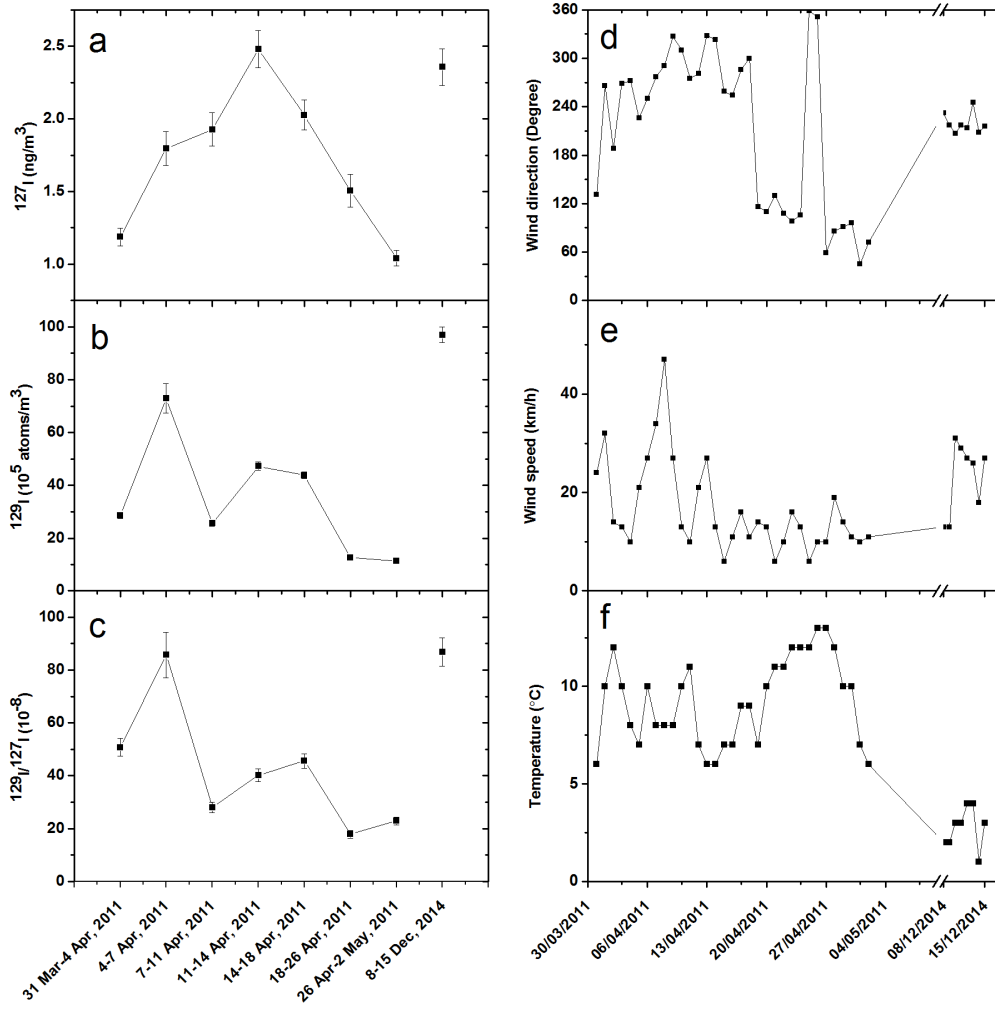 a
2.5
2.0
1.5
1.0
127I (ng/m3)
b
100
80
60
40
20
0
129I (10^5 atoms/m3)
c
100
80
60
40
20
0
129I/127I (10^-8)
31 Mar-4 Apr, 2011
4-7 Apr, 2011
7-11 Apr, 2011
11-14 Apr, 2011
14-18 Apr, 2011
18-26 Apr, 2011
26 Apr-2 May, 2011
8-15 Dec, 2014
d
360
300
240
180
120
60
0
Wind direction (Degree)
e
40
20
0
Wind speed (km/h)
f
10
5
0
Temperature (°C)
30/03/2011
06/04/2011
13/04/2011
20/04/2011
27/04/2011
04/05/2011
08/12/2014
15/12/2014